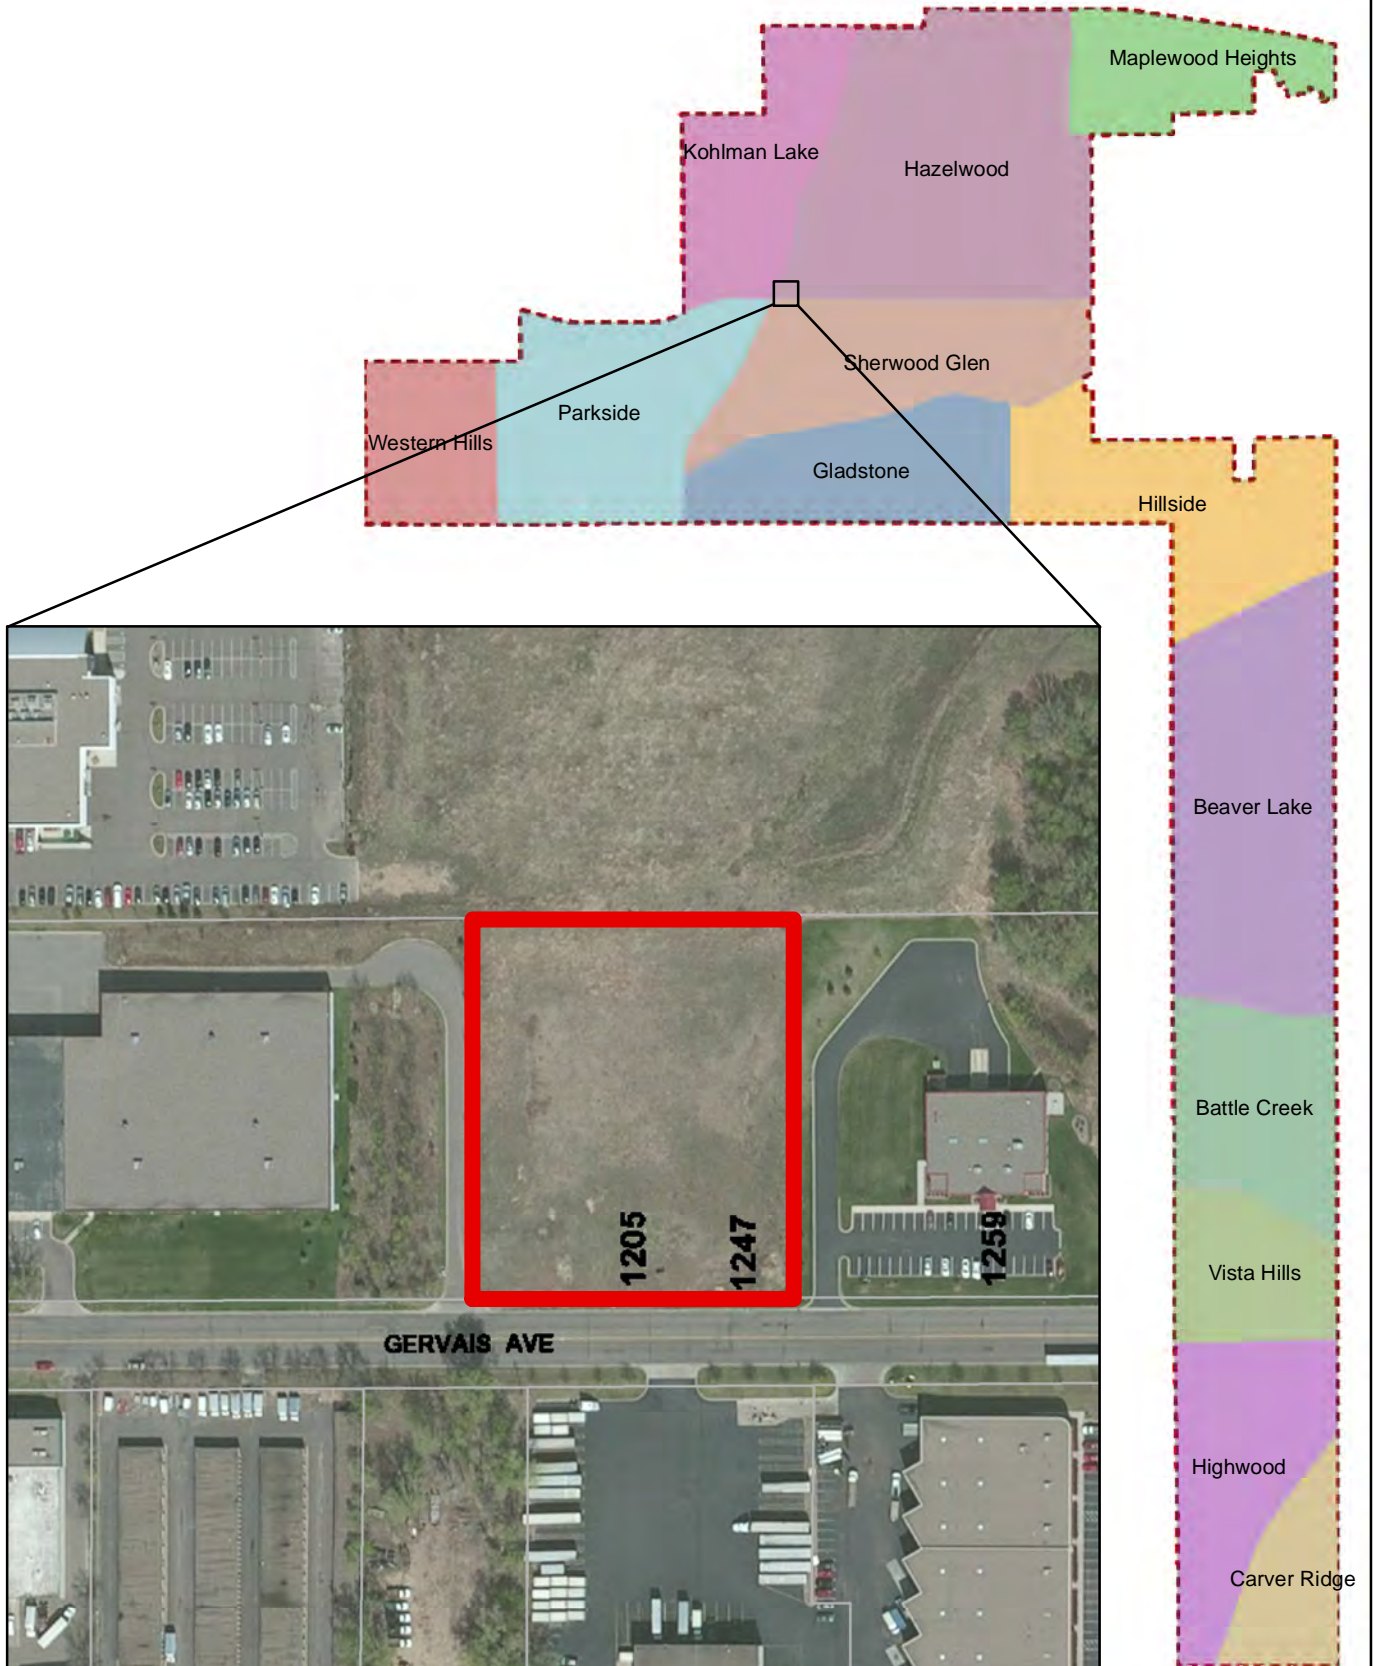 Maplewood Heights
Kohlman Lake
Hazelwood
Sherwood Glen
Parkside
Western Hills
Gladstone
Hillside
Beaver Lake
Battle Creek
Vista Hills
Highwood
Carver Ridge
1205
1247
1259
GERVAIS AVE